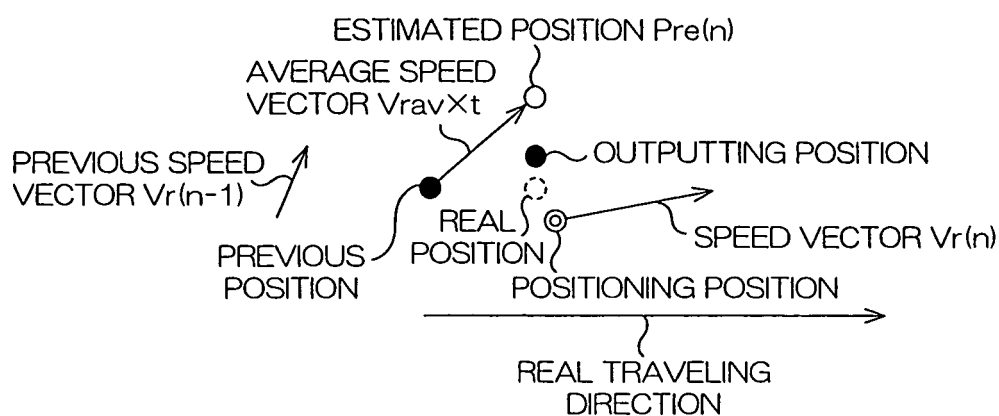 ESTIMATED POSITION Pre(n)
AVERAGE SPEED
VECTOR Vrav×t
PREVIOUS SPEED
VECTOR Vr(n-1)
OUTPUTTING POSITION
REAL
POSITION
SPEED VECTOR Vr(n)
PREVIOUS
POSITION
POSITIONING POSITION
REAL TRAVELING
DIRECTION